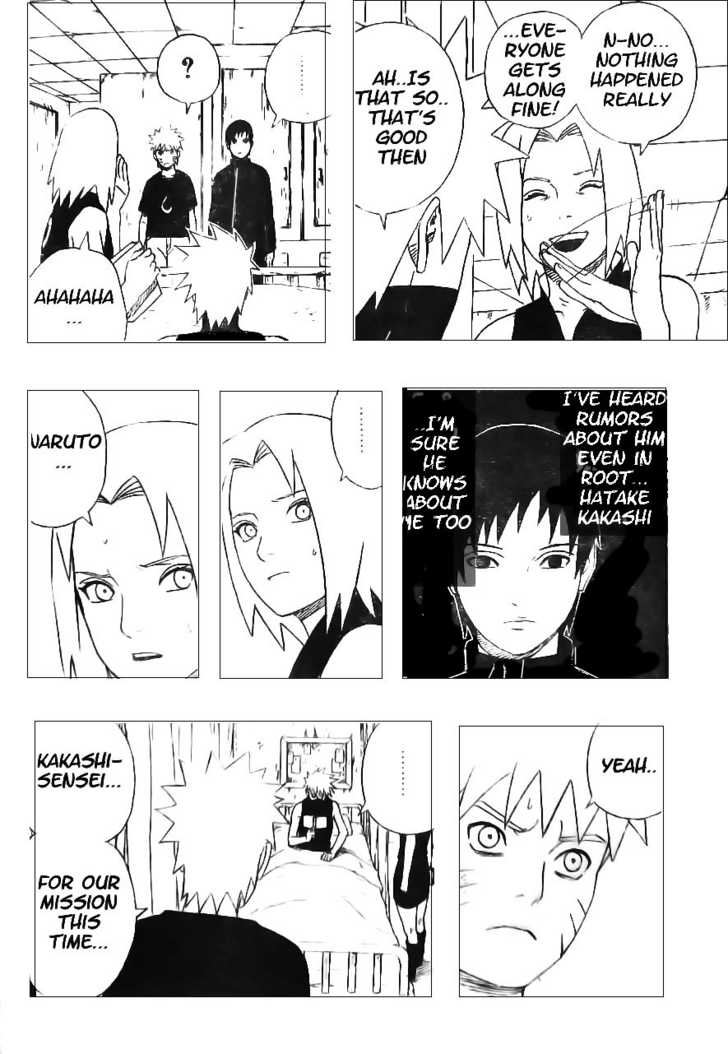 N-NO...
NOTHING
HAPPENED
REALLY
...EVE-
RYONE
GETS
ALONG
FINE!
AH..IS
THAT SO..
THAT'S
GOOD
THEN
..........
?
AHAHAHA
...
I'VE HEARD
RUMORS
ABOUT HIM
EVEN IN
ROOT...
HATAKE
KAKASHI
..I'M
SURE
HE
KNOWS
ABOUT
ME TOO
..........
NARUTO
...
YEAH..
..........
KAKASHI-
SENSEI...
FOR OUR
MISSION
THIS
TIME...